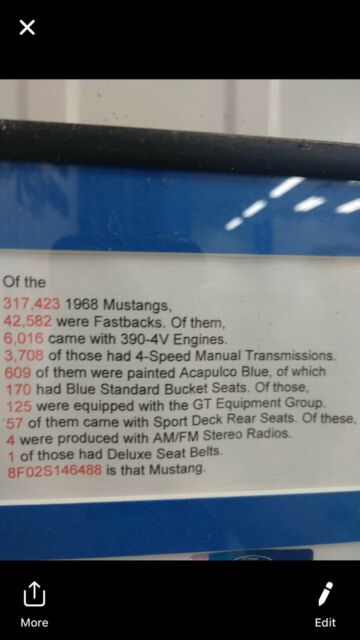 Of the
317,423 1968 Mustangs,
42,582 were Fastbacks. Of them,
6,016 came with 390-4V Engines.
3,708 of those had 4-Speed Manual Transmissions.
609 of them were painted Acapulco Blue, of which
170 had Blue Standard Bucket Seats. Of those,
125 were equipped with the GT Equipment Group.
57 of them came with Sport Deck Rear Seats. Of these,
4 were produced with AM/FM Stereo Radios.
1 of those had Deluxe Seat Belts.
8F02S146488 is that Mustang.
More
Edit